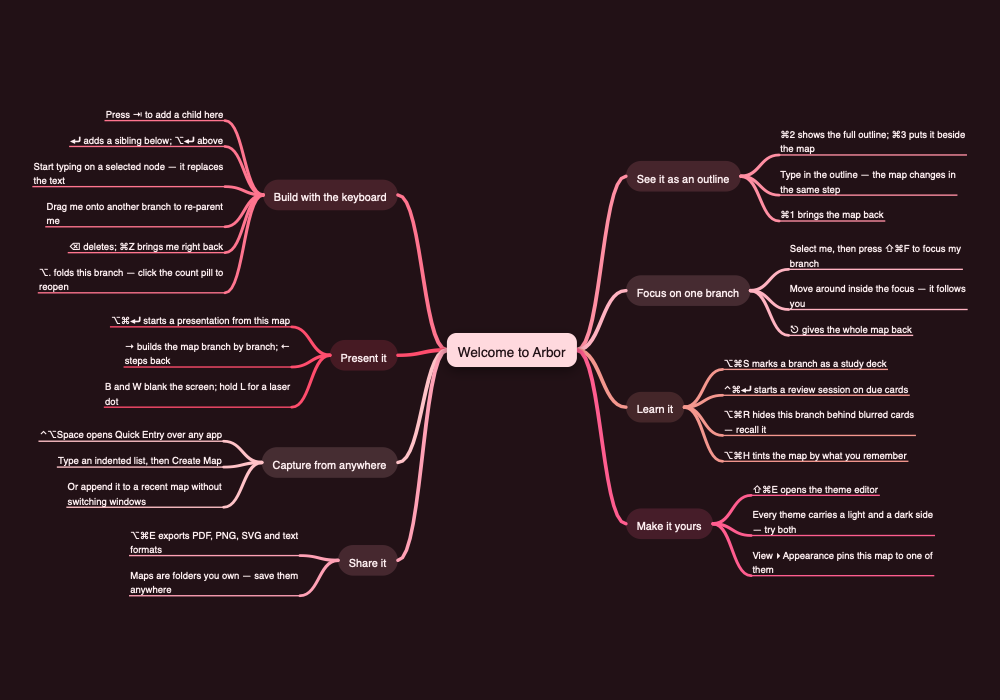 Welcome to Arbor
Build with the keyboard
Press ⇥ to add a child here
↩ adds a sibling below; ⌥↩ above
Start typing on a selected node — it replaces
the text
Drag me onto another branch to re-parent
me
⌫ deletes; ⌘Z brings me right back
⌥. folds this branch — click the count pill to
reopen
Present it
⌥⌘↩ starts a presentation from this map
→ builds the map branch by branch; ←
steps back
B and W blank the screen; hold L for a laser
dot
Capture from anywhere
⌃⌥Space opens Quick Entry over any app
Type an indented list, then Create Map
Or append it to a recent map without
switching windows
Share it
⌥⌘E exports PDF, PNG, SVG and text
formats
Maps are folders you own — save them
anywhere
See it as an outline
⌘2 shows the full outline; ⌘3 puts it beside
the map
Type in the outline — the map changes in
the same step
⌘1 brings the map back
Focus on one branch
Select me, then press ⇧⌘F to focus my
branch
Move around inside the focus — it follows
you
⎋ gives the whole map back
Learn it
⌥⌘S marks a branch as a study deck
⌃⌘↩ starts a review session on due cards
⌥⌘R hides this branch behind blurred cards
— recall it
⌥⌘H tints the map by what you remember
Make it yours
⇧⌘E opens the theme editor
Every theme carries a light and a dark side
— try both
View ▸ Appearance pins this map to one of
them